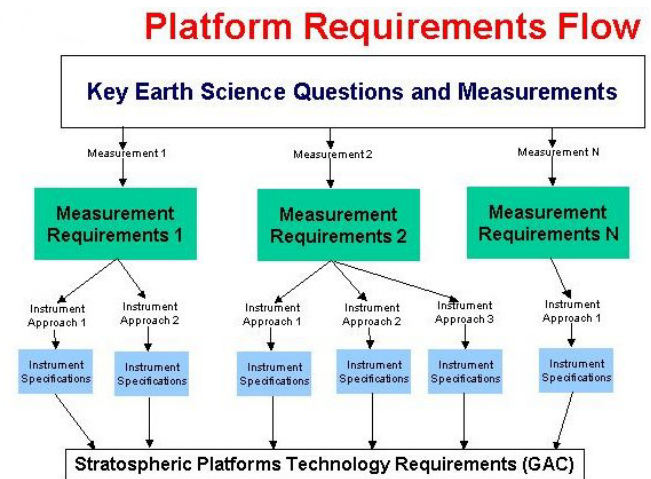 Platform Requirements Flow
Key Earth Science Questions and Measurements
Measurement 1
Measurement 2
Measurement N
Measurement
Requirements 1
Measurement
Requirements 2
Measurement
Requirements N
Instrument
Approach 1
Instrument
Approach 2
Instrument
Approach 1
Instrument
Approach 2
Instrument
Approach 3
Instrument
Approach 1
Instrument
Specifications
Instrument
Specifications
Instrument
Specifications
Instrument
Specifications
Instrument
Specifications
Instrument
Specifications
Stratospheric Platforms Technology Requirements (GAC)